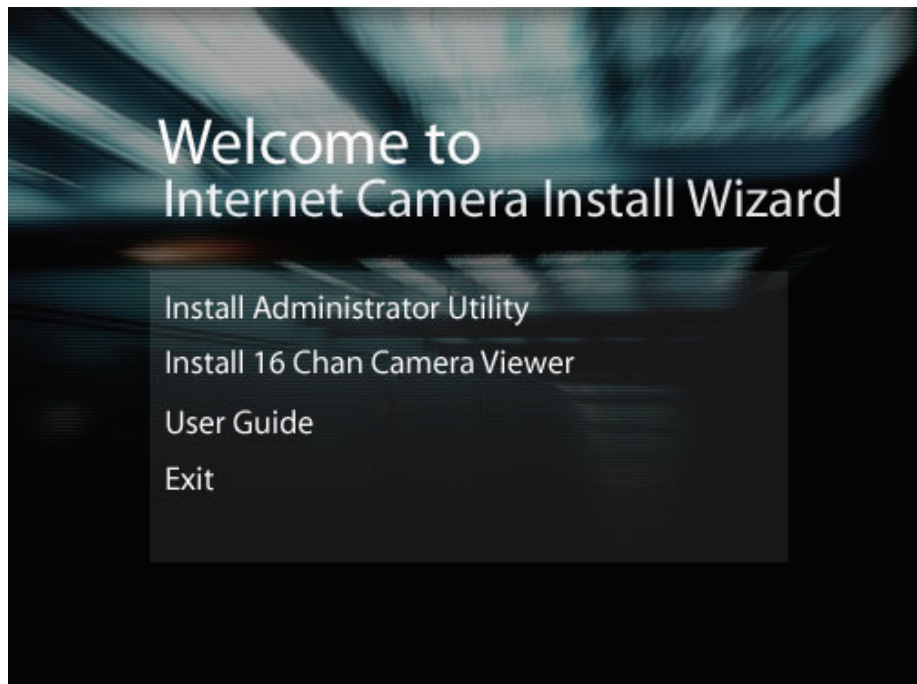 Welcome to
Internet Camera Install Wizard
Install Administrator Utility
Install 16 Chan Camera Viewer
User Guide
Exit